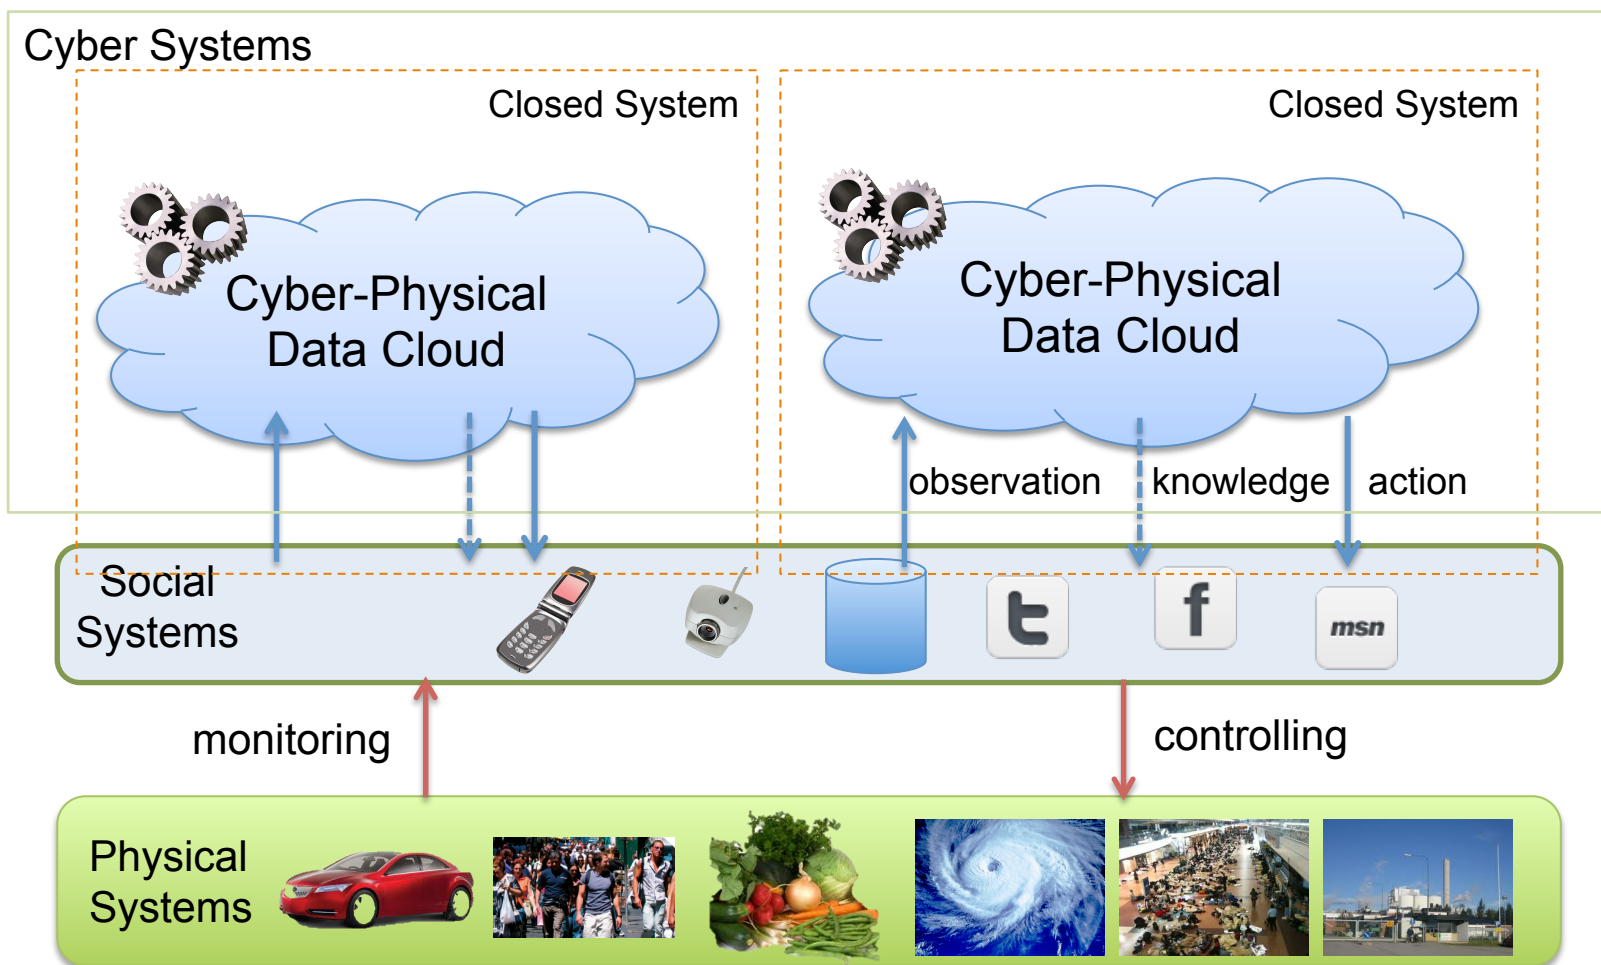 Cyber Systems
Closed System
Closed System
Cyber-Physical
Data Cloud
Cyber-Physical
Data Cloud
observation
knowledge
action
Social
Systems
t
f
msn
monitoring
controlling
Physical
Systems